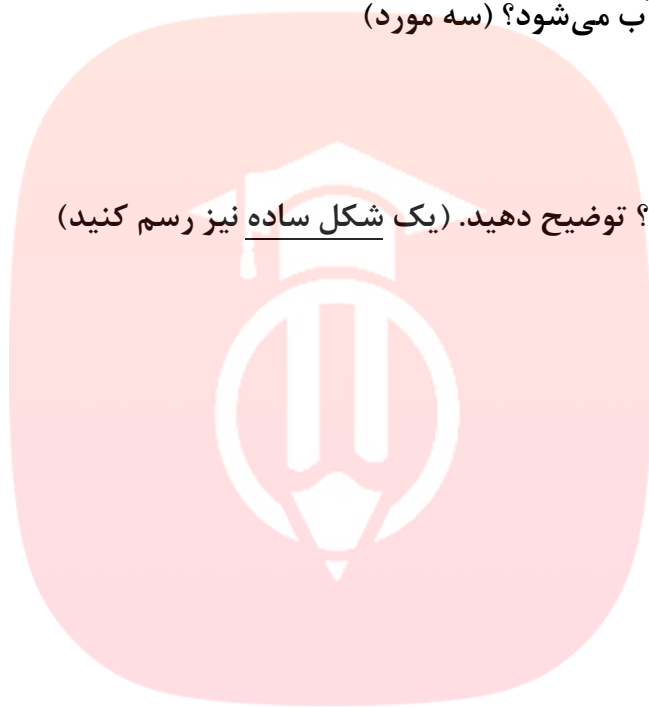 ب می‌شود؟ (سه مورد)
؟ توضیح دهید. (یک شکل ساده نیز رسم کنید)